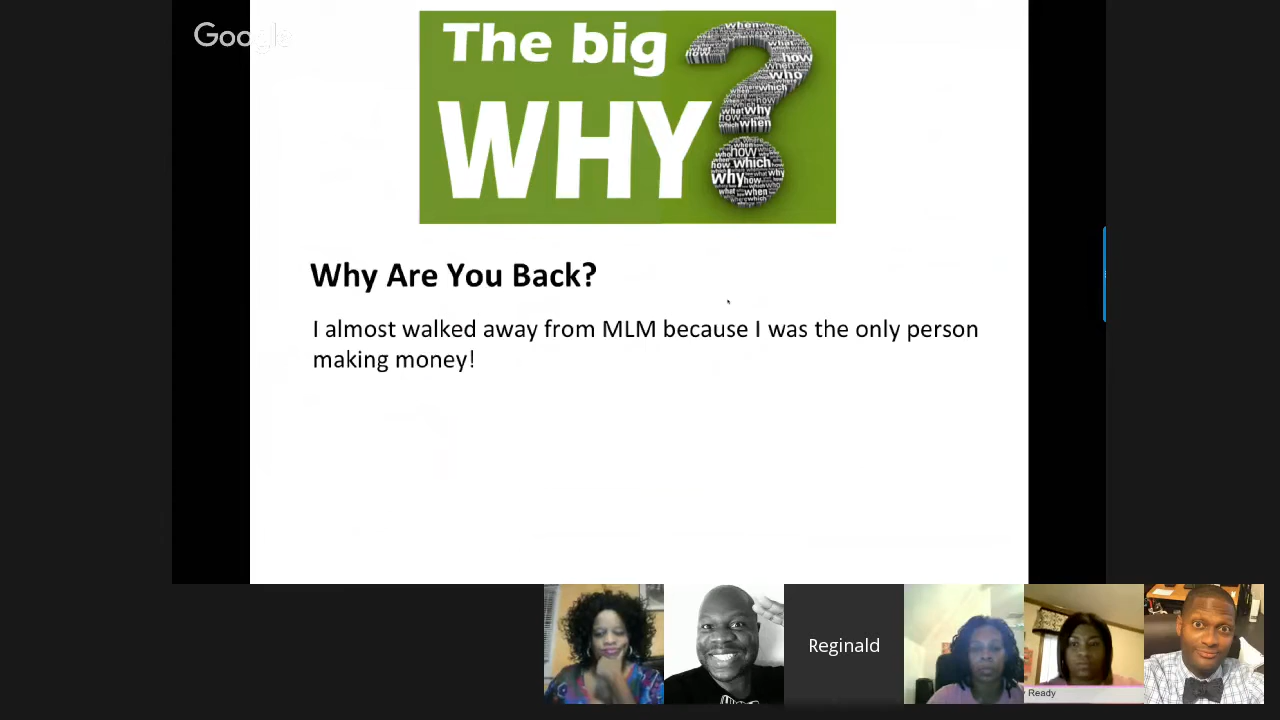 Google
The big
WHY
Why Are You Back?
I almost walked away from MLM because I was the only person
making money!
Reginald
Ready